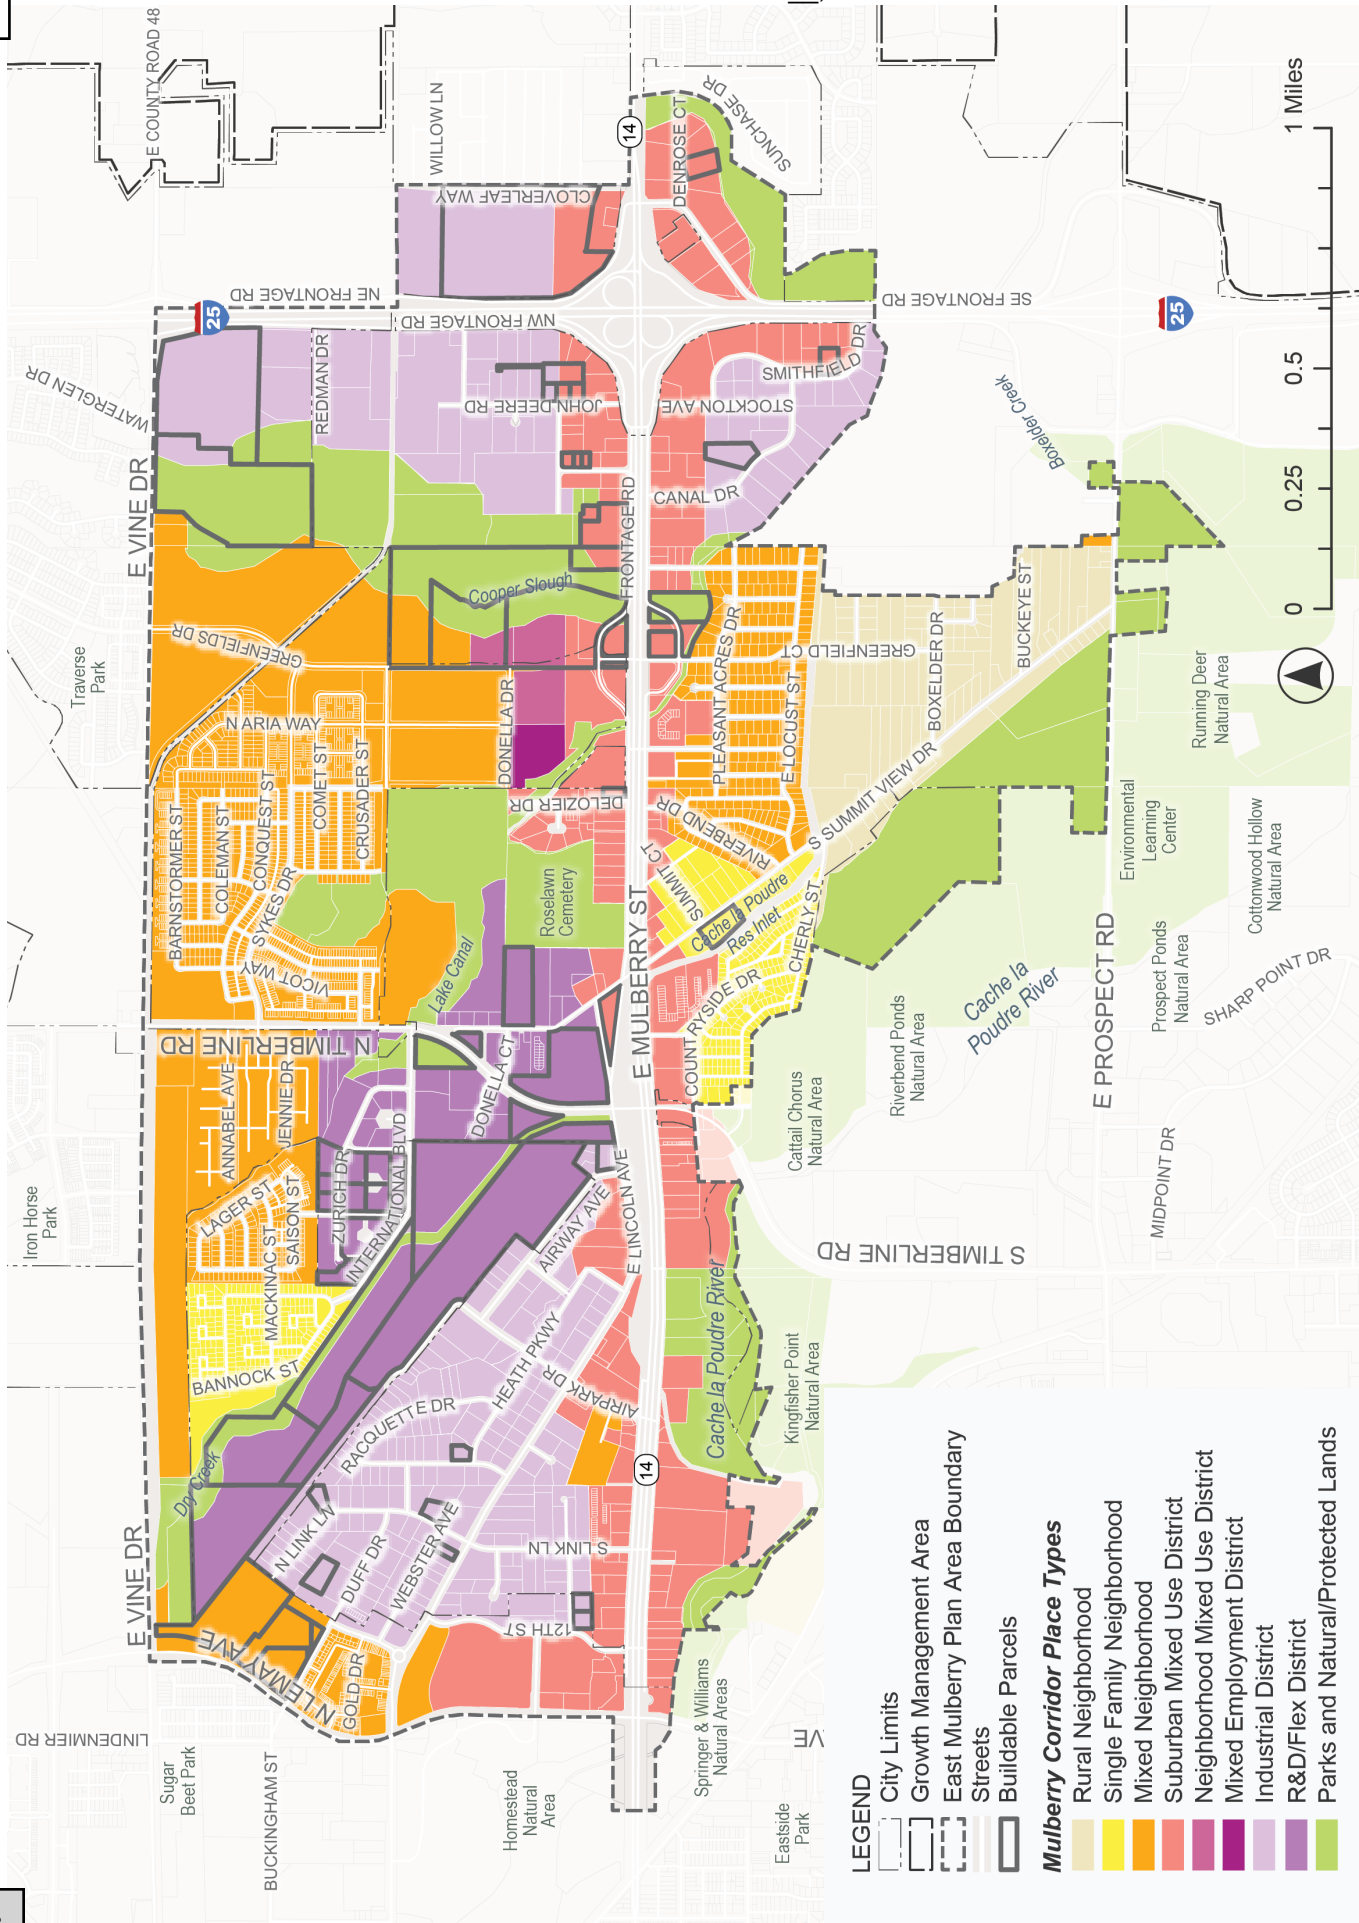 E COUNTY ROAD 48
WILLOW LN
CLOVERLEAF WAY
14
DENROSE CT
SUNCHASE DR
NE FRONTAGE RD
25
NW FRONTAGE RD
SE FRONTAGE RD
25
WATERGLEN DR
REDMAN DR
JOHN DEERE RD
STOCKTON AVE
SMITHFIELD DR
Boxelder Creek
E VINE DR
FRONTAGE RD
CANAL DR
Cooper Slough
GREENFIELDS DR
Traverse
Park
N ARIA WAY
DONELLA DR
PLEASANT ACRES DR
E LOCUST ST
GREENFIELD CT
BOXELDER DR
BUCKEYE ST
Running Deer
Natural Area
BARNSTORMER ST
COLEMAN ST
CONQUEST ST
COMET ST
CRUSADER ST
SYKES DR
VICOT WAY
DELOZIER DR
RIVERBEND DR
S SUMMIT VIEW DR
SUMMIT CT
Roselawn
Cemetery
Lake Canal
Cache la Poudre
Res Inlet
CHERLY ST
Environmental
Learning
Center
Cottonwood Hollow
Natural Area
E MULBERRY ST
COUNTRYSIDE DR
Riverbend Ponds
Natural Area
Cache la
Poudre River
E PROSPECT RD
Prospect Ponds
Natural Area
SHARP POINT DR
N TIMBERLINE RD
ANNABEL AVE
JENNIE DR
DONELLA CT
Cattail Chorus
Natural Area
Iron Horse
Park
LAGER ST
SAISON ST
MACKINAC ST
ZURICH DR
INTERNATIONAL BLVD
AIRWAY AVE
E LINCOLN AVE
MIDPOINT DR
S TIMBERLINE RD
BANNOCK ST
HEATH PKWY
AIRPARK DR
Cache la Poudre River
Kingfisher Point
Natural Area
RACQUETTE DR
14
Dry Creek
E VINE DR
N LINK LN
DUFF DR
WEBSTER AVE
S LINK LN
12TH ST
N LEMAY AVE
GOLD DR
LINDENMIER RD
Sugar
Beet Park
BUCKINGHAM ST
Homestead
Natural
Area
Springer & Williams
Natural Areas
Eastside
Park
0
0.25
0.5
1 Miles
LEGEND
City Limits
Growth Management Area
East Mulberry Plan Area Boundary
Streets
Buildable Parcels
Mulberry Corridor Place Types
Rural Neighborhood
Single Family Neighborhood
Mixed Neighborhood
Suburban Mixed Use District
Neighborhood Mixed Use District
Mixed Employment District
Industrial District
R&D/Flex District
Parks and Natural/Protected Lands